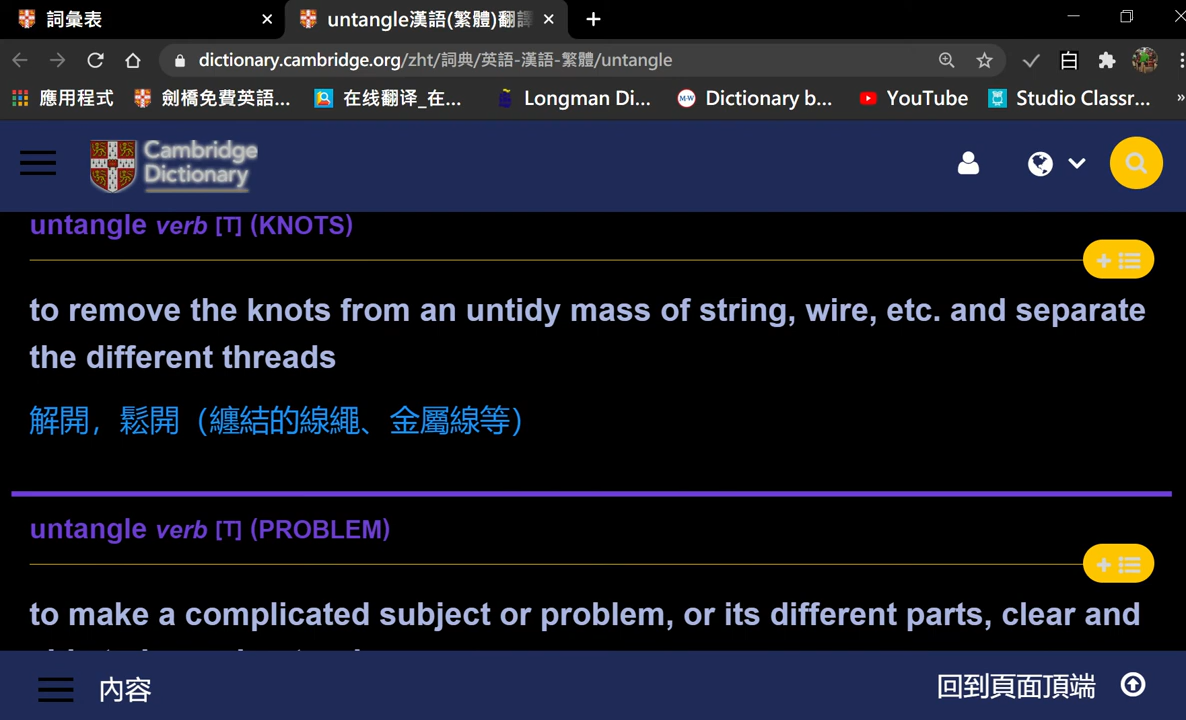 詞彙表
untangle漢語(繁體)翻譯
dictionary.cambridge.org/zht/詞典/英語-漢語-繁體/untangle
白
應用程式
劍橋免費英語...
在线翻译_在...
Longman Di...
M-W
Dictionary b...
YouTube
Studio Classr...
»
Cambridge
Dictionary
untangle verb [T] (KNOTS)
to remove the knots from an untidy mass of string, wire, etc. and separate
the different threads
解開，鬆開（纏結的線繩、金屬線等）
untangle verb [T] (PROBLEM)
to make a complicated subject or problem, or its different parts, clear and
內容
回到頁面頂端